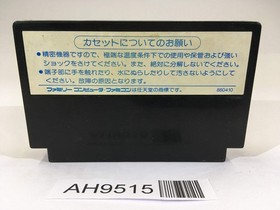 カセットについてのお願い
●精密機器ですので、極端な温度条件下での使用や保管および強い
ショックをさけてください。また、絶対に分解しないでください。
●端子部に手を触れたり、水にぬらしたりして汚さないようにして
ください。故障の原因となります。
ファミリーコンピュータ・ファミコンは任天堂の商標です。
860410
AH9515